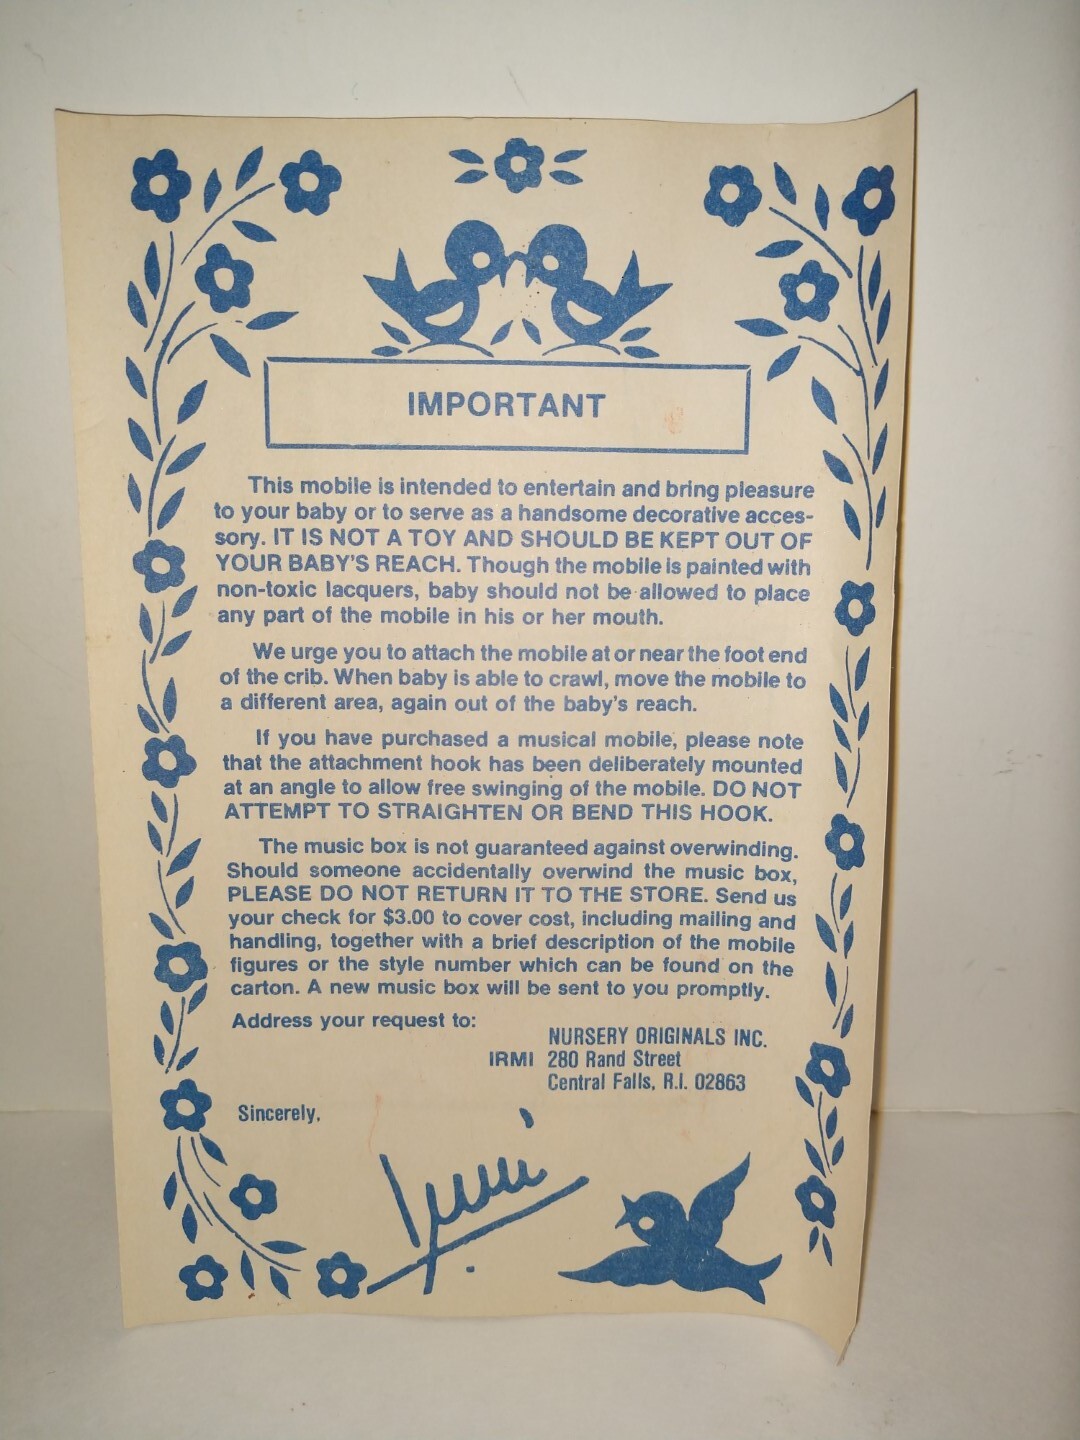 IMPORTANT
This mobile is intended to entertain and bring pleasure
to your baby or to serve as a handsome decorative acces-
sory. IT IS NOT A TOY AND SHOULD BE KEPT OUT OF
YOUR BABY'S REACH. Though the mobile is painted with
non-toxic lacquers, baby should not be allowed to place
any part of the mobile in his or her mouth.
We urge you to attach the mobile at or near the foot end
of the crib. When baby is able to crawl, move the mobile to
a different area, again out of the baby's reach.
If you have purchased a musical mobile, please note
that the attachment hook has been deliberately mounted
at an angle to allow free swinging of the mobile. DO NOT
ATTEMPT TO STRAIGHTEN OR BEND THIS HOOK.
The music box is not guaranteed against overwinding.
Should someone accidentally overwind the music box,
PLEASE DO NOT RETURN IT TO THE STORE. Send us
your check for $3.00 to cover cost, including mailing and
handling, together with a brief description of the mobile
figures or the style number which can be found on the
carton. A new music box will be sent to you promptly.
Address your request to:
NURSERY ORIGINALS INC.
IRMI 280 Rand Street
Central Falls, R.I. 02863
Sincerely,
Irmi